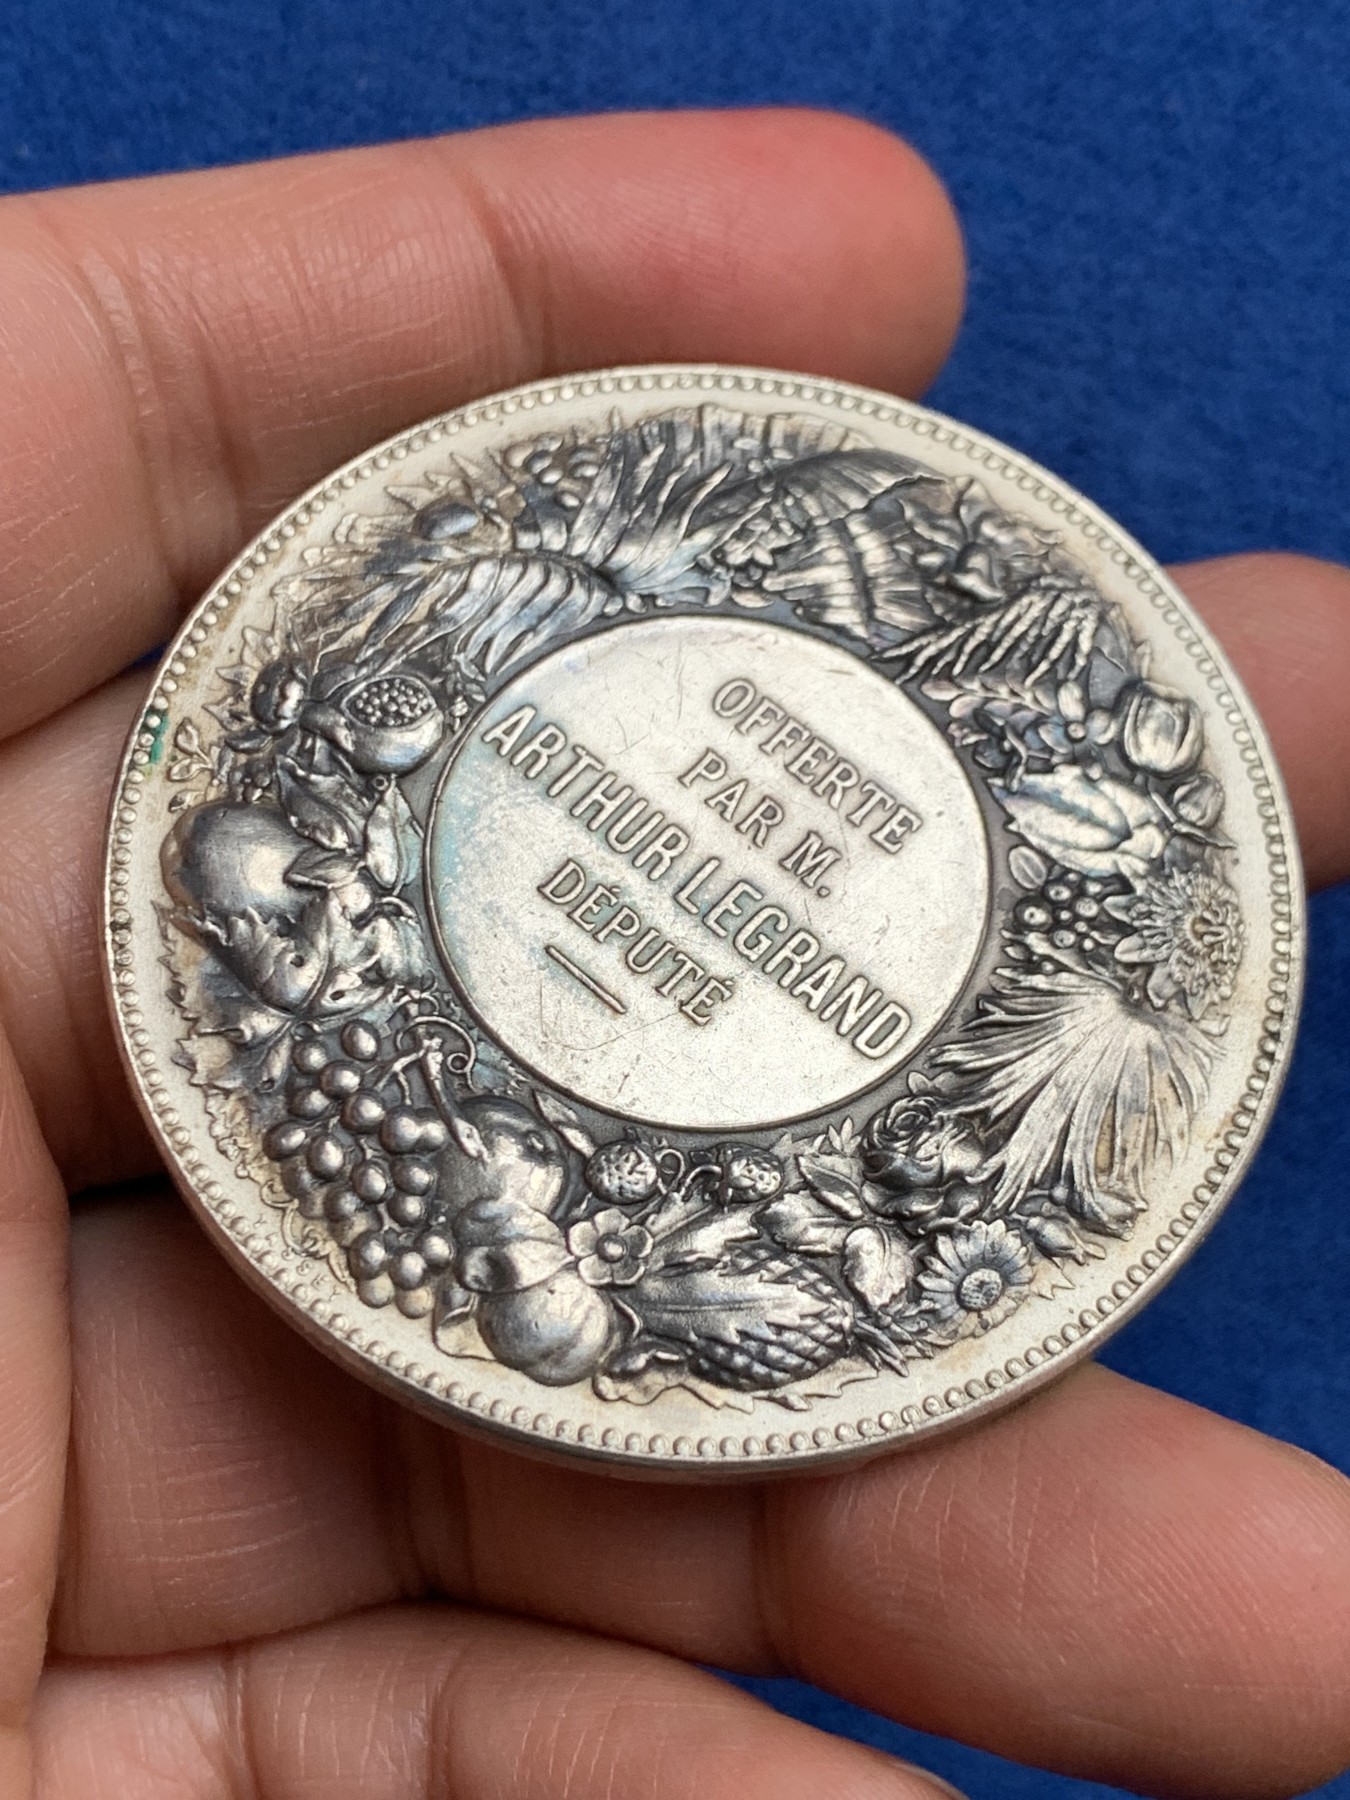 OFFERTE
PAR M.
ARTHUR LEGRAND
DÉPUTÉ